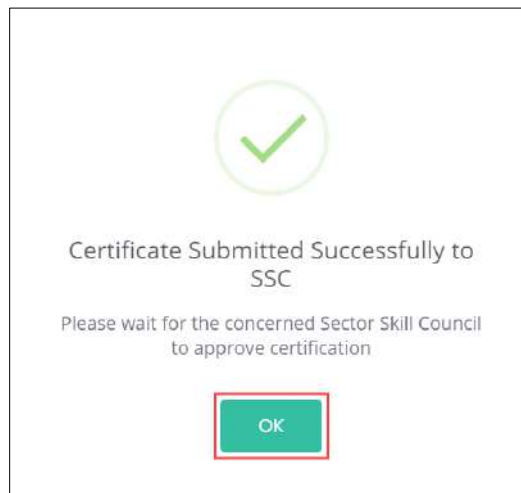 Certificate Submitted Successfully to
SSC
Please wait for the concerned Sector Skill Council
to approve certification
OK